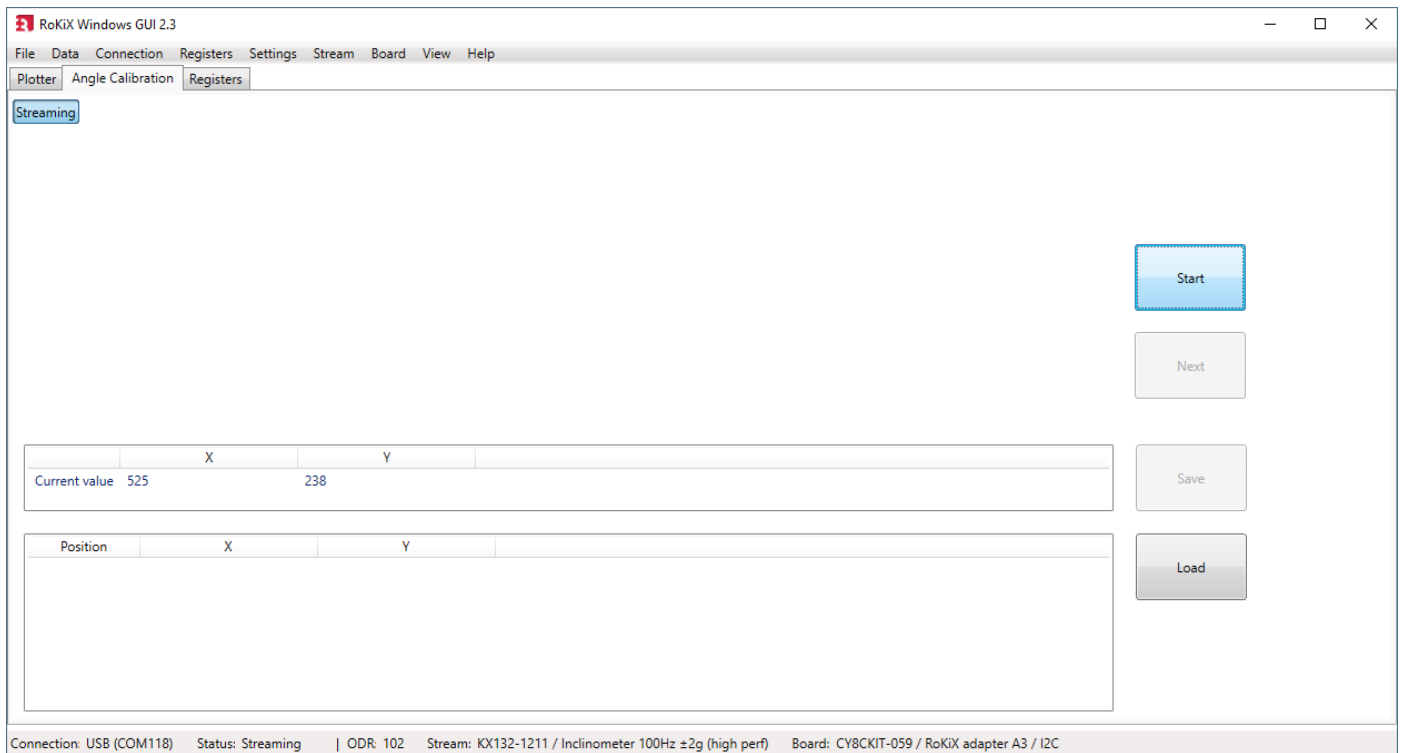 RoKiX Windows GUI 2.3
File Data Connection Registers Settings Stream Board View Help
Plotter Angle Calibration Registers
Streaming
Start
Next
X Y
Current value 525 238
Save
Position X Y
Load
Connection: USB (COM118) Status: Streaming | ODR: 102 Stream: KX132-1211 / Inclinometer 100Hz ±2g (high perf) Board: CY8CKIT-059 / RoKiX adapter A3 / I2C